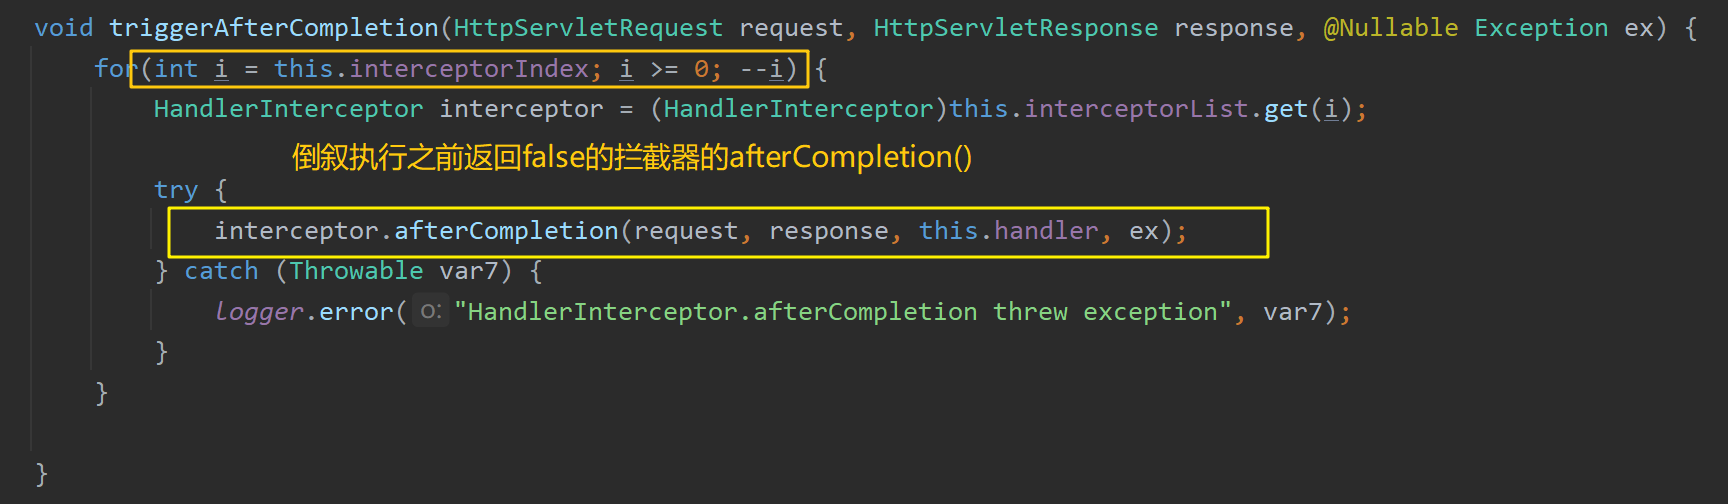 void triggerAfterCompletion(HttpServletRequest request, HttpServletResponse response, @Nullable Exception ex) {
for(int i = this.interceptorIndex; i >= 0; --i) {
HandlerInterceptor interceptor = (HandlerInterceptor)this.interceptorList.get(i);
倒叙执行之前返回false的拦截器的afterCompletion()
try {
interceptor.afterCompletion(request, response, this.handler, ex);
} catch (Throwable var7) {
logger.error( o: "HandlerInterceptor.afterCompletion threw exception", var7);
}
}
}